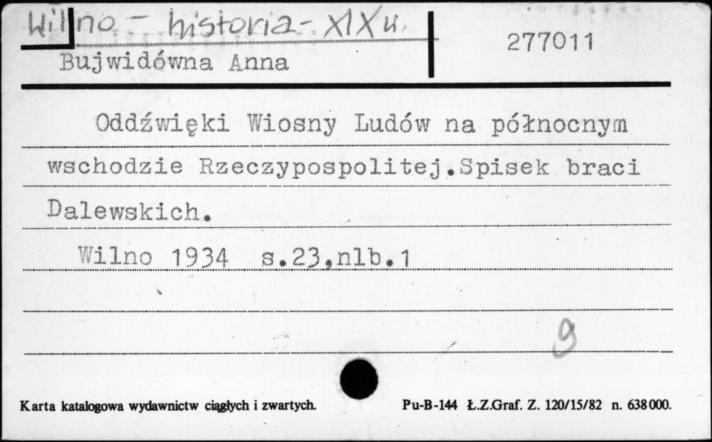 Wilno - historia - XIX w.
277011
Bujwidówna Anna
Oddźwięki Wiosny Ludów na północnym
wschodzie Rzeczypospolitej.Spisek braci
Dalewskich.
Wilno 1934 s.23,nlb.1
9
Karta katalogowa wydawnictw ciągłych i zwartych. Pu-B-144 Ł.Z.Graf. Z. 120/15/82 n. 638000.